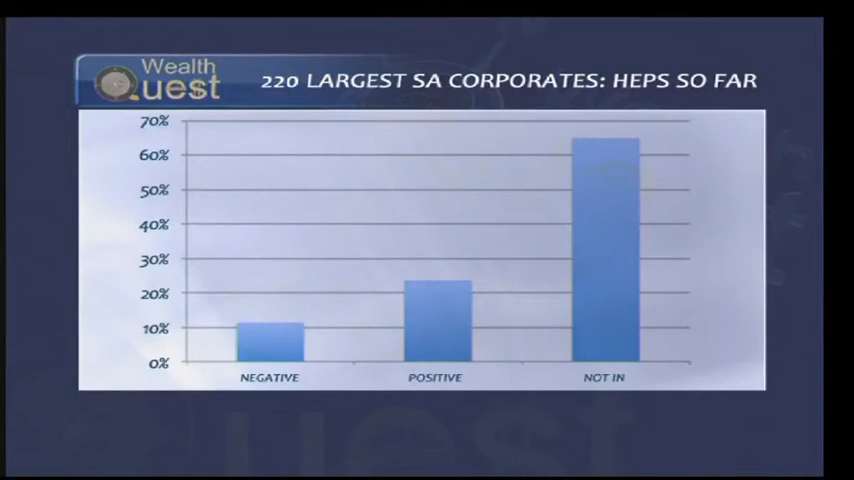 Wealth
Quest
220 LARGEST SA CORPORATES: HEPS SO FAR
70%
60%
50%
40%
30%
20%
10%
0%
NEGATIVE
POSITIVE
NOT IN
uest